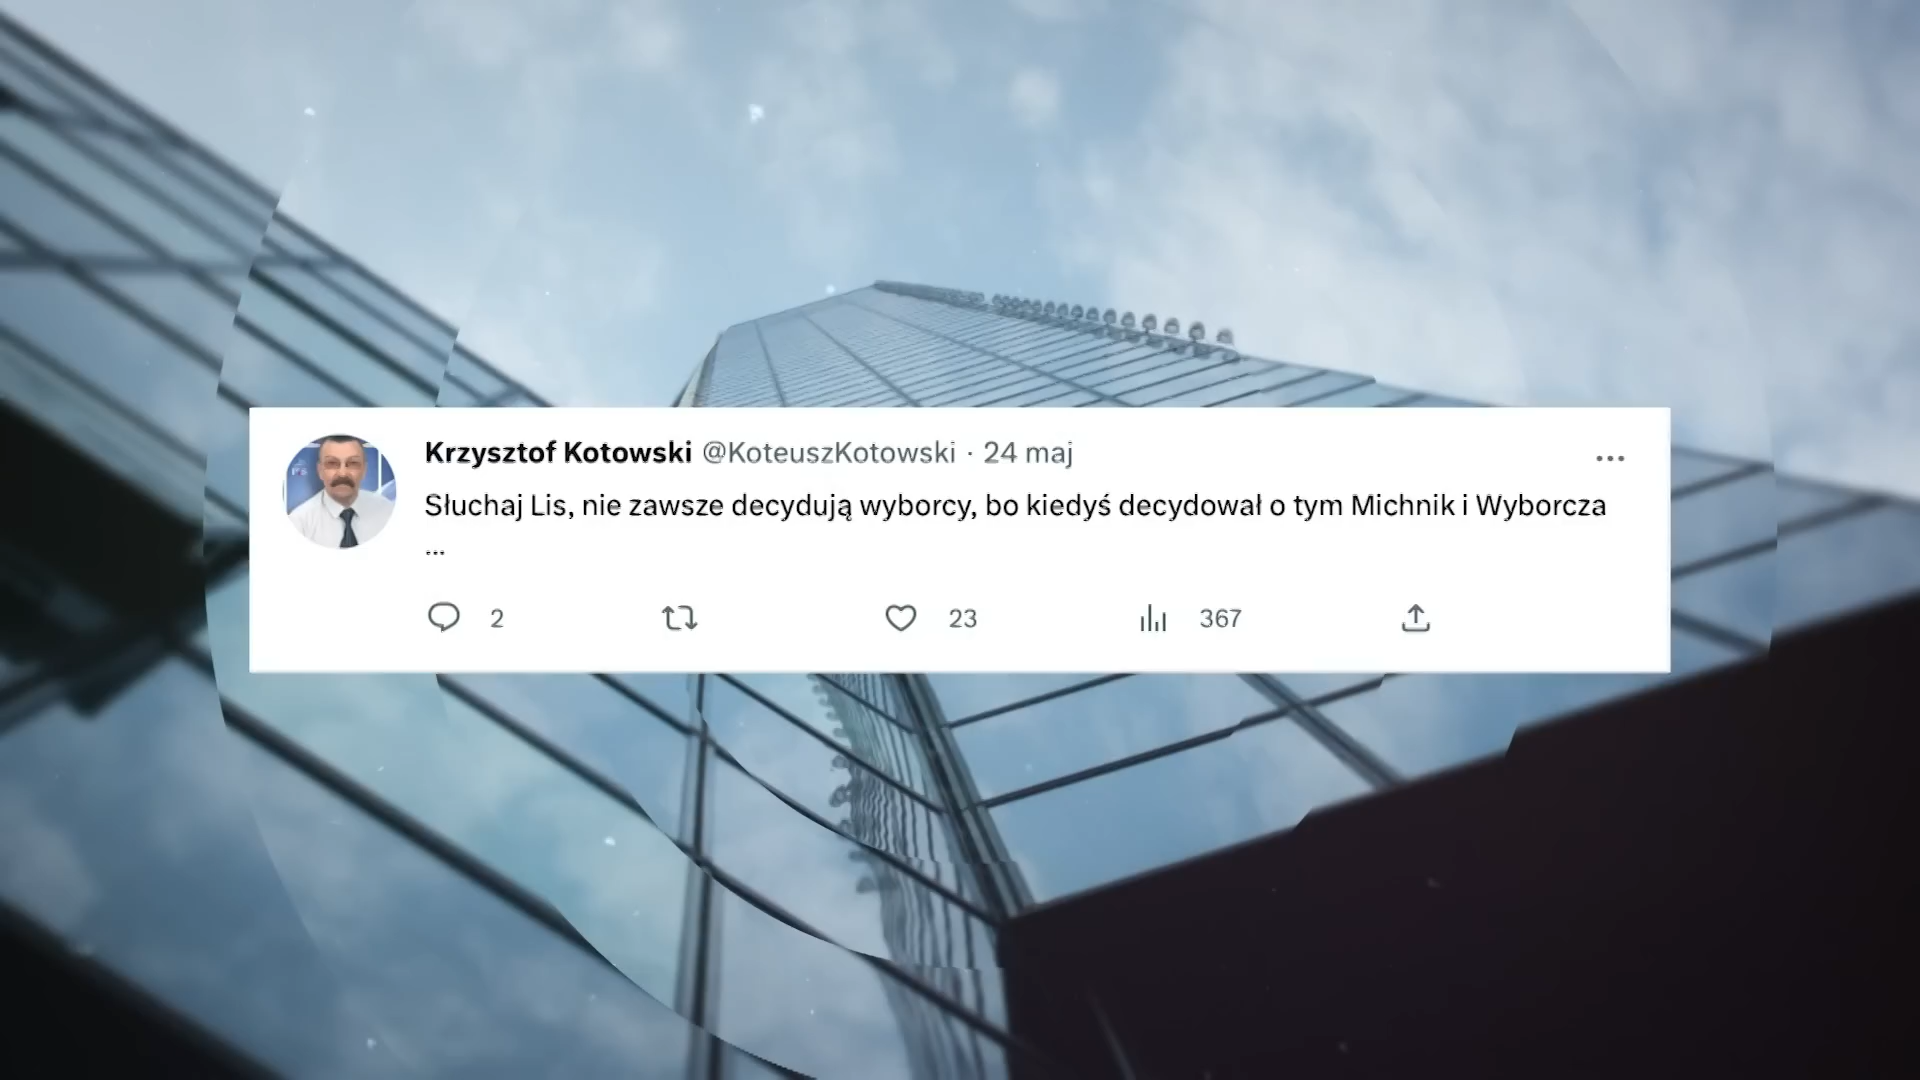 Krzysztof Kotowski @KoteuszKotowski · 24 maj
Słuchaj Lis, nie zawsze decydują wyborcy, bo kiedyś decydował o tym Michnik i Wyborcza
...
2 23 367